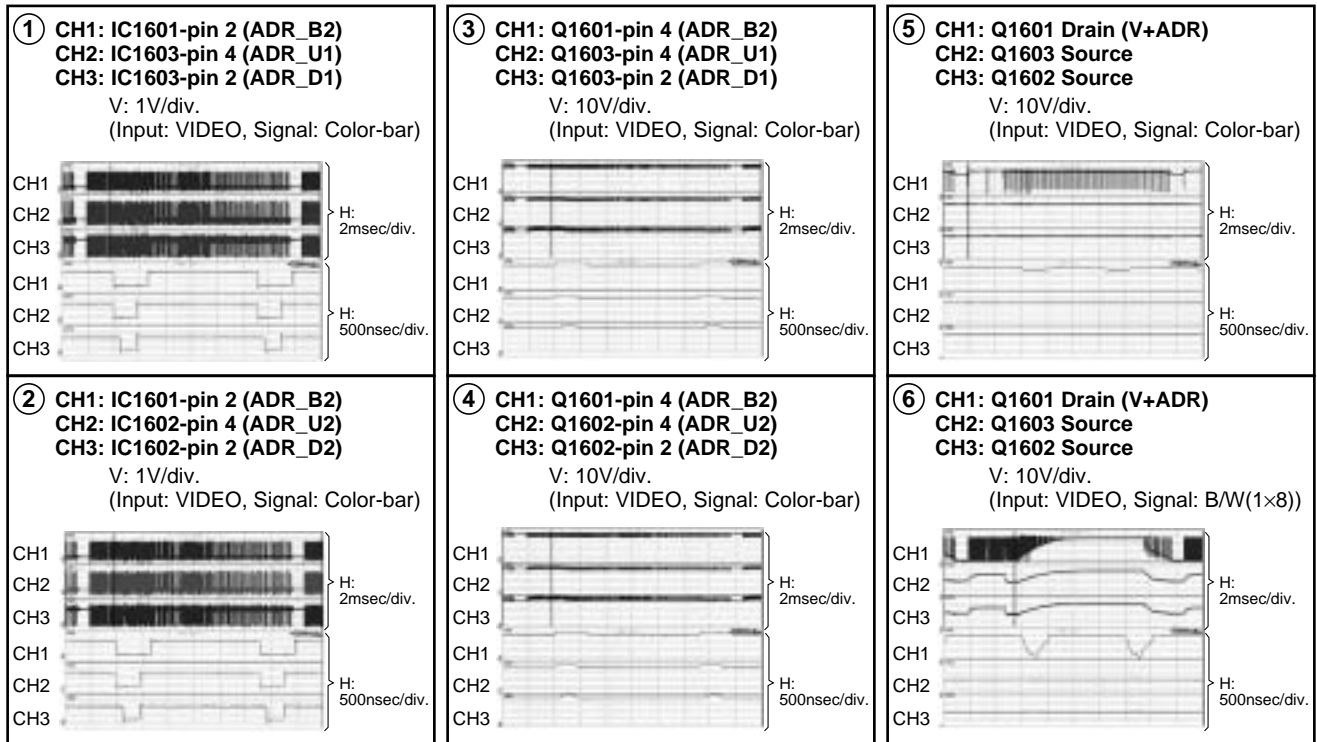 ① CH1: IC1601-pin 2 (ADR_B2)
CH2: IC1603-pin 4 (ADR_U1)
CH3: IC1603-pin 2 (ADR_D1)
V: 1V/div.
(Input: VIDEO, Signal: Color-bar)
CH1
CH2
CH3
H:
2msec/div.
CH1
CH2
CH3
H:
500nsec/div.
② CH1: IC1601-pin 2 (ADR_B2)
CH2: IC1602-pin 4 (ADR_U2)
CH3: IC1602-pin 2 (ADR_D2)
V: 1V/div.
(Input: VIDEO, Signal: Color-bar)
CH1
CH2
CH3
H:
2msec/div.
CH1
CH2
CH3
H:
500nsec/div.
③ CH1: Q1601-pin 4 (ADR_B2)
CH2: Q1603-pin 4 (ADR_U1)
CH3: Q1603-pin 2 (ADR_D1)
V: 10V/div.
(Input: VIDEO, Signal: Color-bar)
CH1
CH2
CH3
H:
2msec/div.
CH1
CH2
CH3
H:
500nsec/div.
④ CH1: Q1601-pin 4 (ADR_B2)
CH2: Q1602-pin 4 (ADR_U2)
CH3: Q1602-pin 2 (ADR_D2)
V: 10V/div.
(Input: VIDEO, Signal: Color-bar)
CH1
CH2
CH3
H:
2msec/div.
CH1
CH2
CH3
H:
500nsec/div.
⑤ CH1: Q1601 Drain (V+ADR)
CH2: Q1603 Source
CH3: Q1602 Source
V: 10V/div.
(Input: VIDEO, Signal: Color-bar)
CH1
CH2
CH3
H:
2msec/div.
CH1
CH2
CH3
H:
500nsec/div.
⑥ CH1: Q1601 Drain (V+ADR)
CH2: Q1603 Source
CH3: Q1602 Source
V: 10V/div.
(Input: VIDEO, Signal: B/W(1×8))
CH1
CH2
CH3
H:
2msec/div.
CH1
CH2
CH3
H:
500nsec/div.